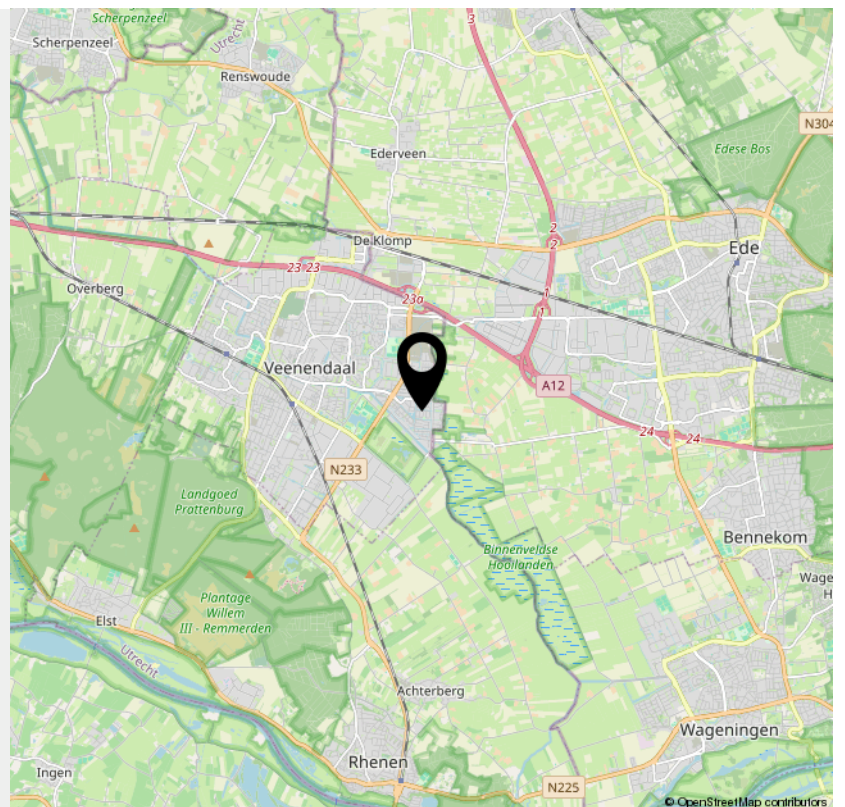 Scherpenzeel
Scherpenzeel
Utrecht
Renswoude
3
N304
Ederveen
Edese Bos
De Klomp
2
2
Ede
23 23
Overberg
23a
1
1
Veenendaal
A12
24
24
N233
Landgoed
Prattenburg
Bennekom
Binnenveldse
Hooilanden
Wage
H
Plantage
Willem
III - Remmerden
Elst
Utrecht
Achterberg
Wageningen
Rhenen
Ingen
N225
© OpenStreetMap contributors